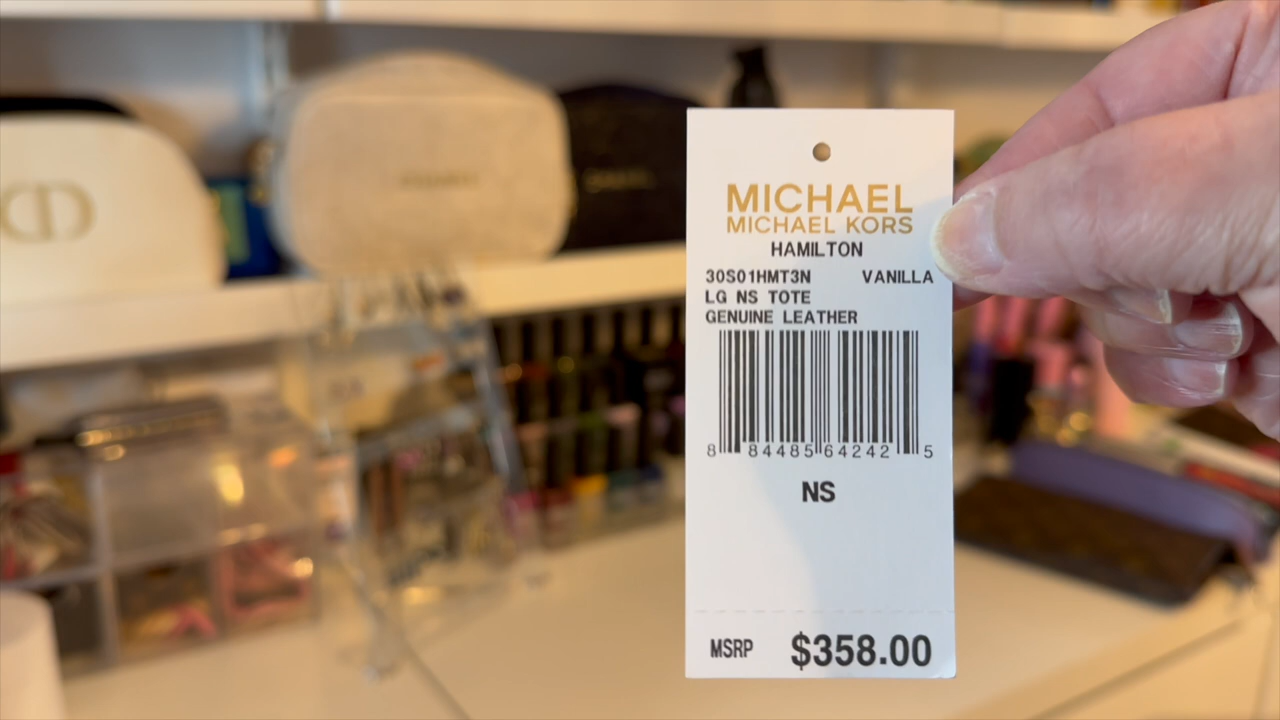 MICHAEL
MICHAEL KORS
HAMILTON
30S01HMT3N VANILLA
LG NS TOTE
GENUINE LEATHER
8 84485 64242 5
NS
MSRP $358.00